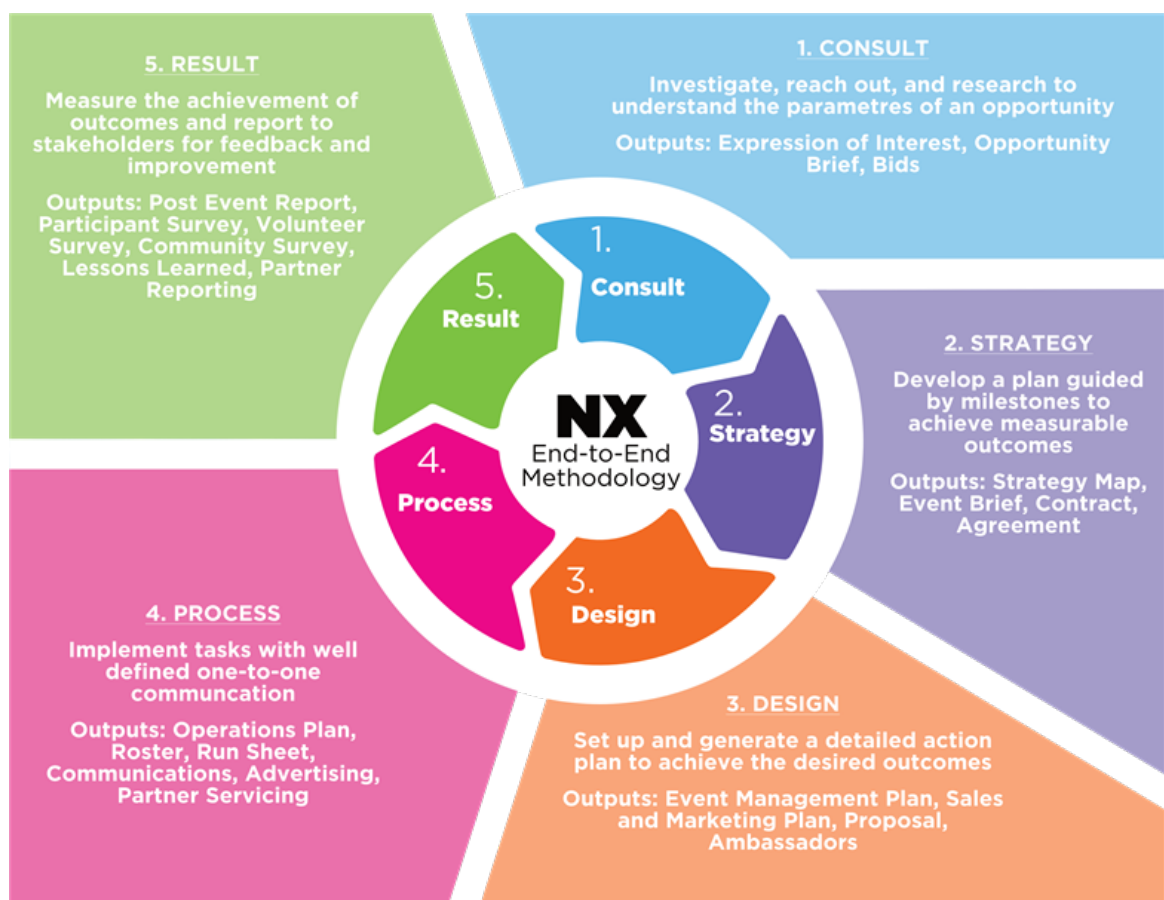 1. CONSULT
Investigate, reach out, and research to
understand the parametres of an opportunity
Outputs: Expression of Interest, Opportunity
Brief, Bids
2. STRATEGY
Develop a plan guided
by milestones to
achieve measurable
outcomes
Outputs: Strategy Map,
Event Brief, Contract,
Agreement
3. DESIGN
Set up and generate a detailed action
plan to achieve the desired outcomes
Outputs: Event Management Plan, Sales
and Marketing Plan, Proposal,
Ambassadors
4. PROCESS
Implement tasks with well
defined one-to-one
communcation
Outputs: Operations Plan,
Roster, Run Sheet,
Communications, Advertising,
Partner Servicing
5. RESULT
Measure the achievement of
outcomes and report to
stakeholders for feedback and
improvement
Outputs: Post Event Report,
Participant Survey, Volunteer
Survey, Community Survey,
Lessons Learned, Partner
Reporting
1.
Consult
2.
Strategy
3.
Design
4.
Process
5.
Result
NX
End-to-End
Methodology